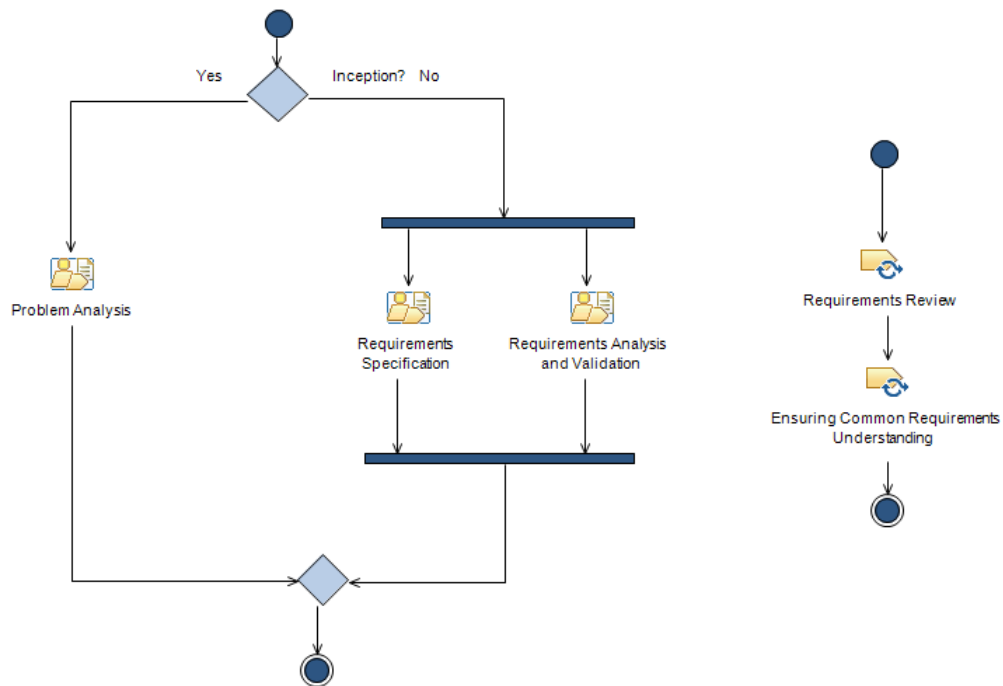 Yes
Inception? No
Problem Analysis
Requirements
Specification
Requirements Analysis
and Validation
Requirements Review
Ensuring Common Requirements
Understanding